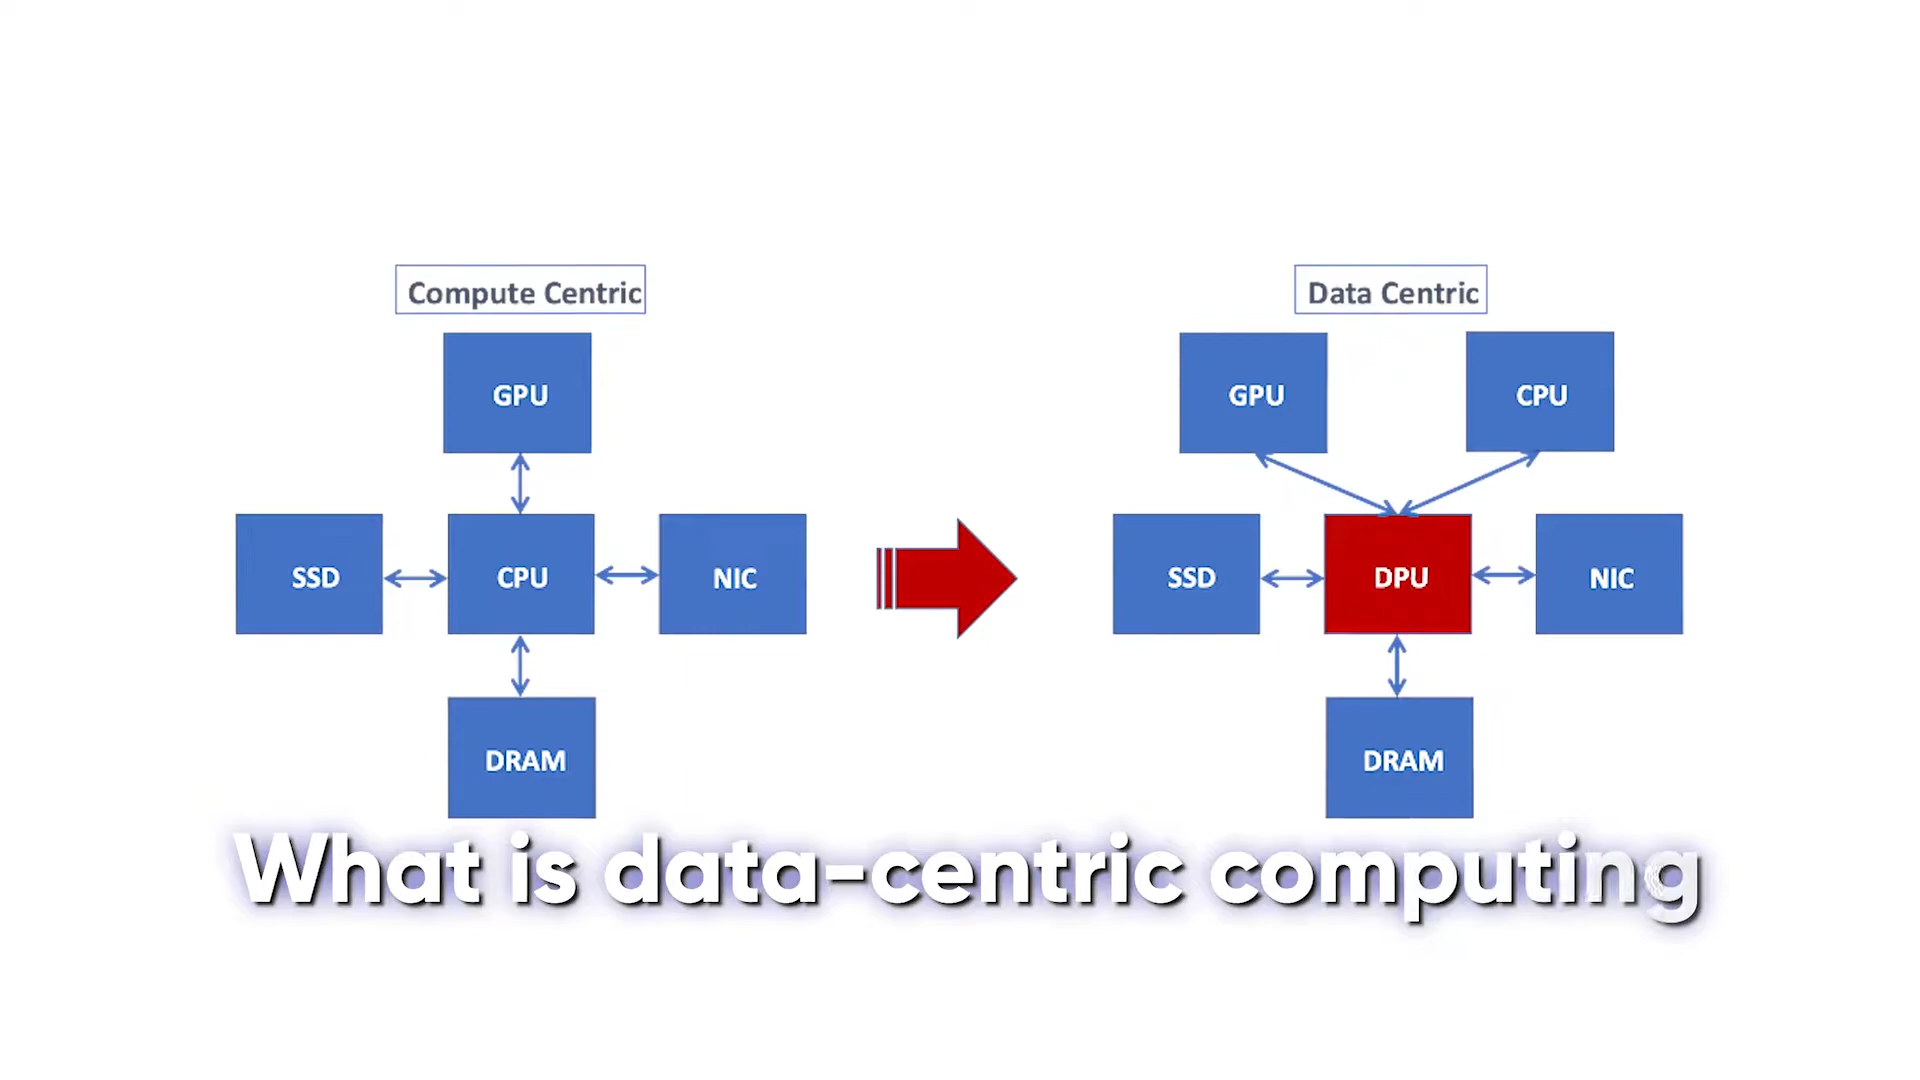 Compute Centric
GPU
SSD
CPU
NIC
DRAM
Data Centric
GPU
CPU
SSD
DPU
NIC
DRAM
What is data-centric computing